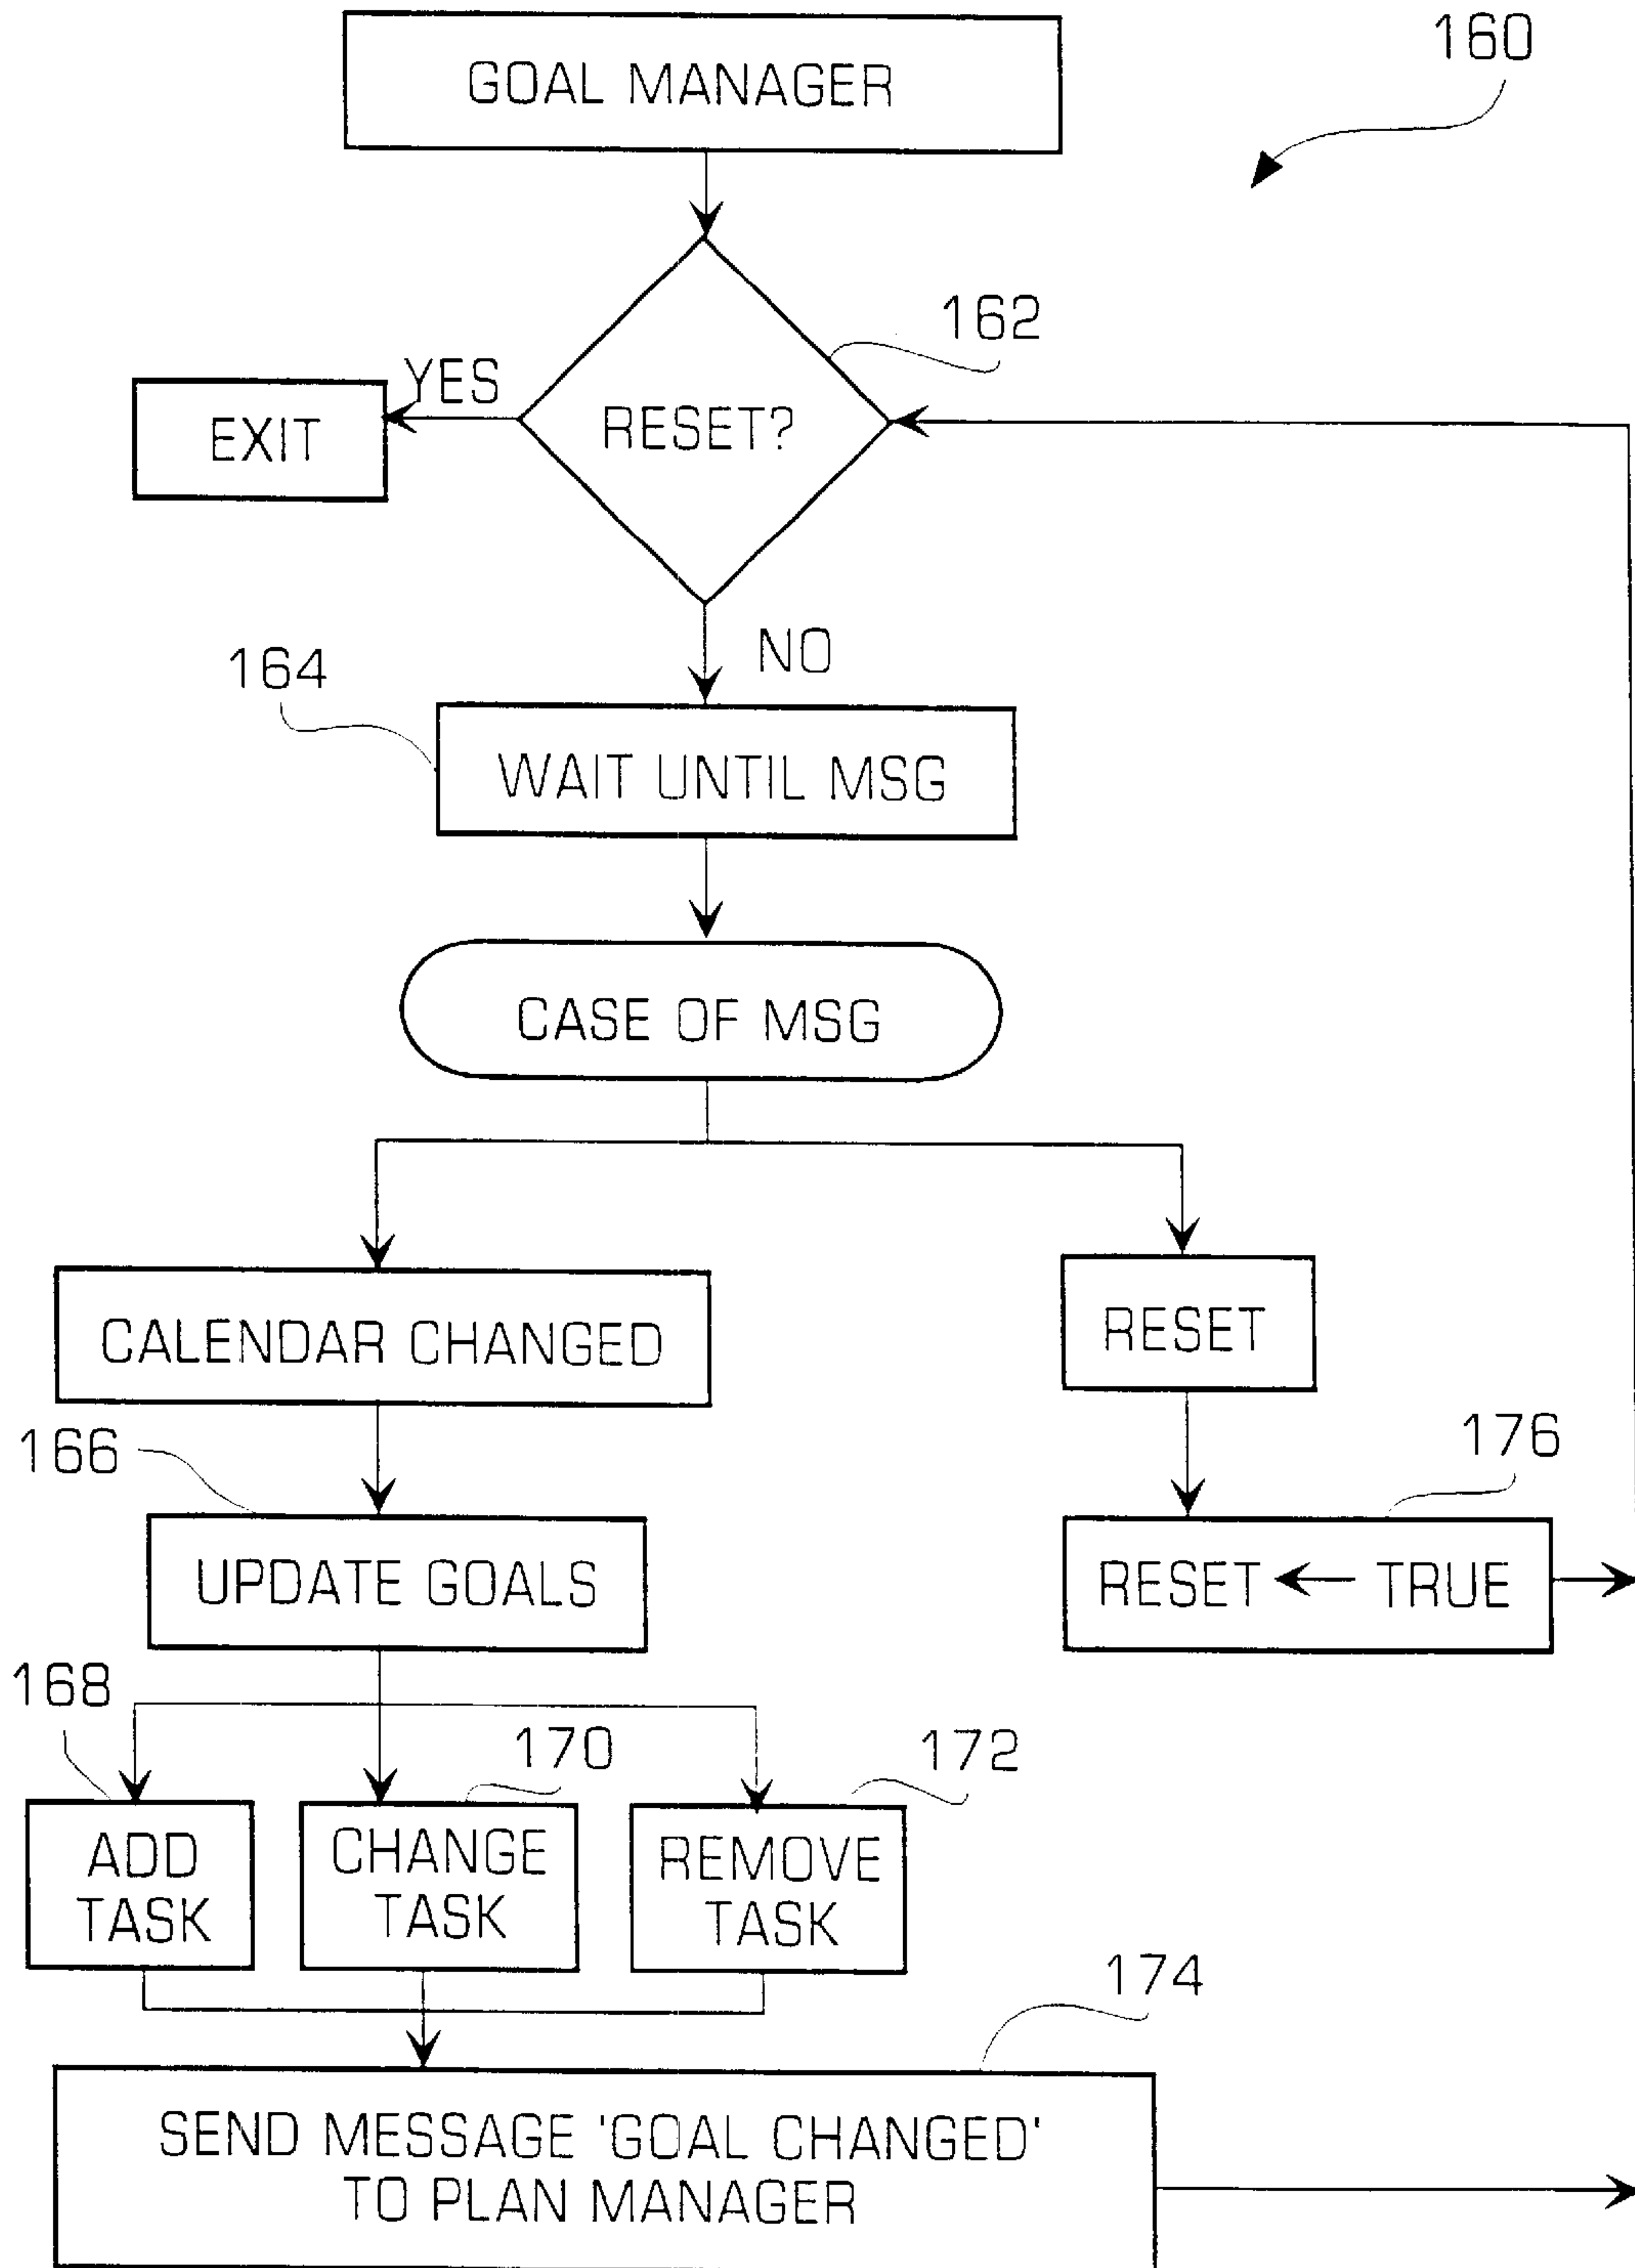 GOAL MANAGER
160
162
YES
EXIT
RESET?
NO
164
WAIT UNTIL MSG
CASE OF MSG
CALENDAR CHANGED
RESET
166
176
UPDATE GOALS
RESET ← TRUE
168
170
172
ADD
TASK
CHANGE
TASK
REMOVE
TASK
174
SEND MESSAGE 'GOAL CHANGED'
TO PLAN MANAGER